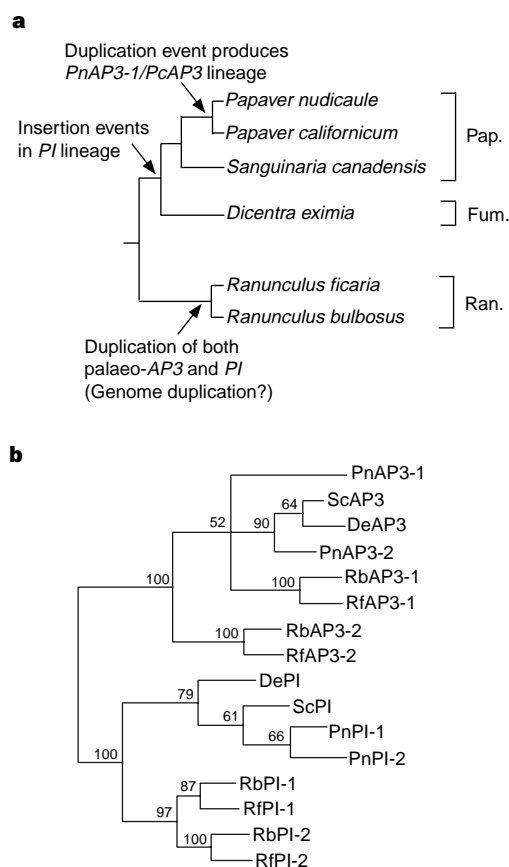 a
Duplication event produces
PnAP3-1/PcAP3 lineage
Insertion events
in PI lineage
Papaver nudicaule
Papaver californicum
Sanguinaria canadensis
Pap.
Dicentra eximia
Fum.
Ranunculus ficaria
Ranunculus bulbosus
Ran.
Duplication of both
palaeo-AP3 and PI
(Genome duplication?)
b
PnAP3-1
64 ScAP3
52 90 DeAP3
PnAP3-2
100 100 RbAP3-1
RfAP3-1
100 RbAP3-2
RfAP3-2
DePI
79 ScPI
61 PnPI-1
66
100 PnPI-2
87 RbPI-1
RfPI-1
97 RbPI-2
100
RfPI-2